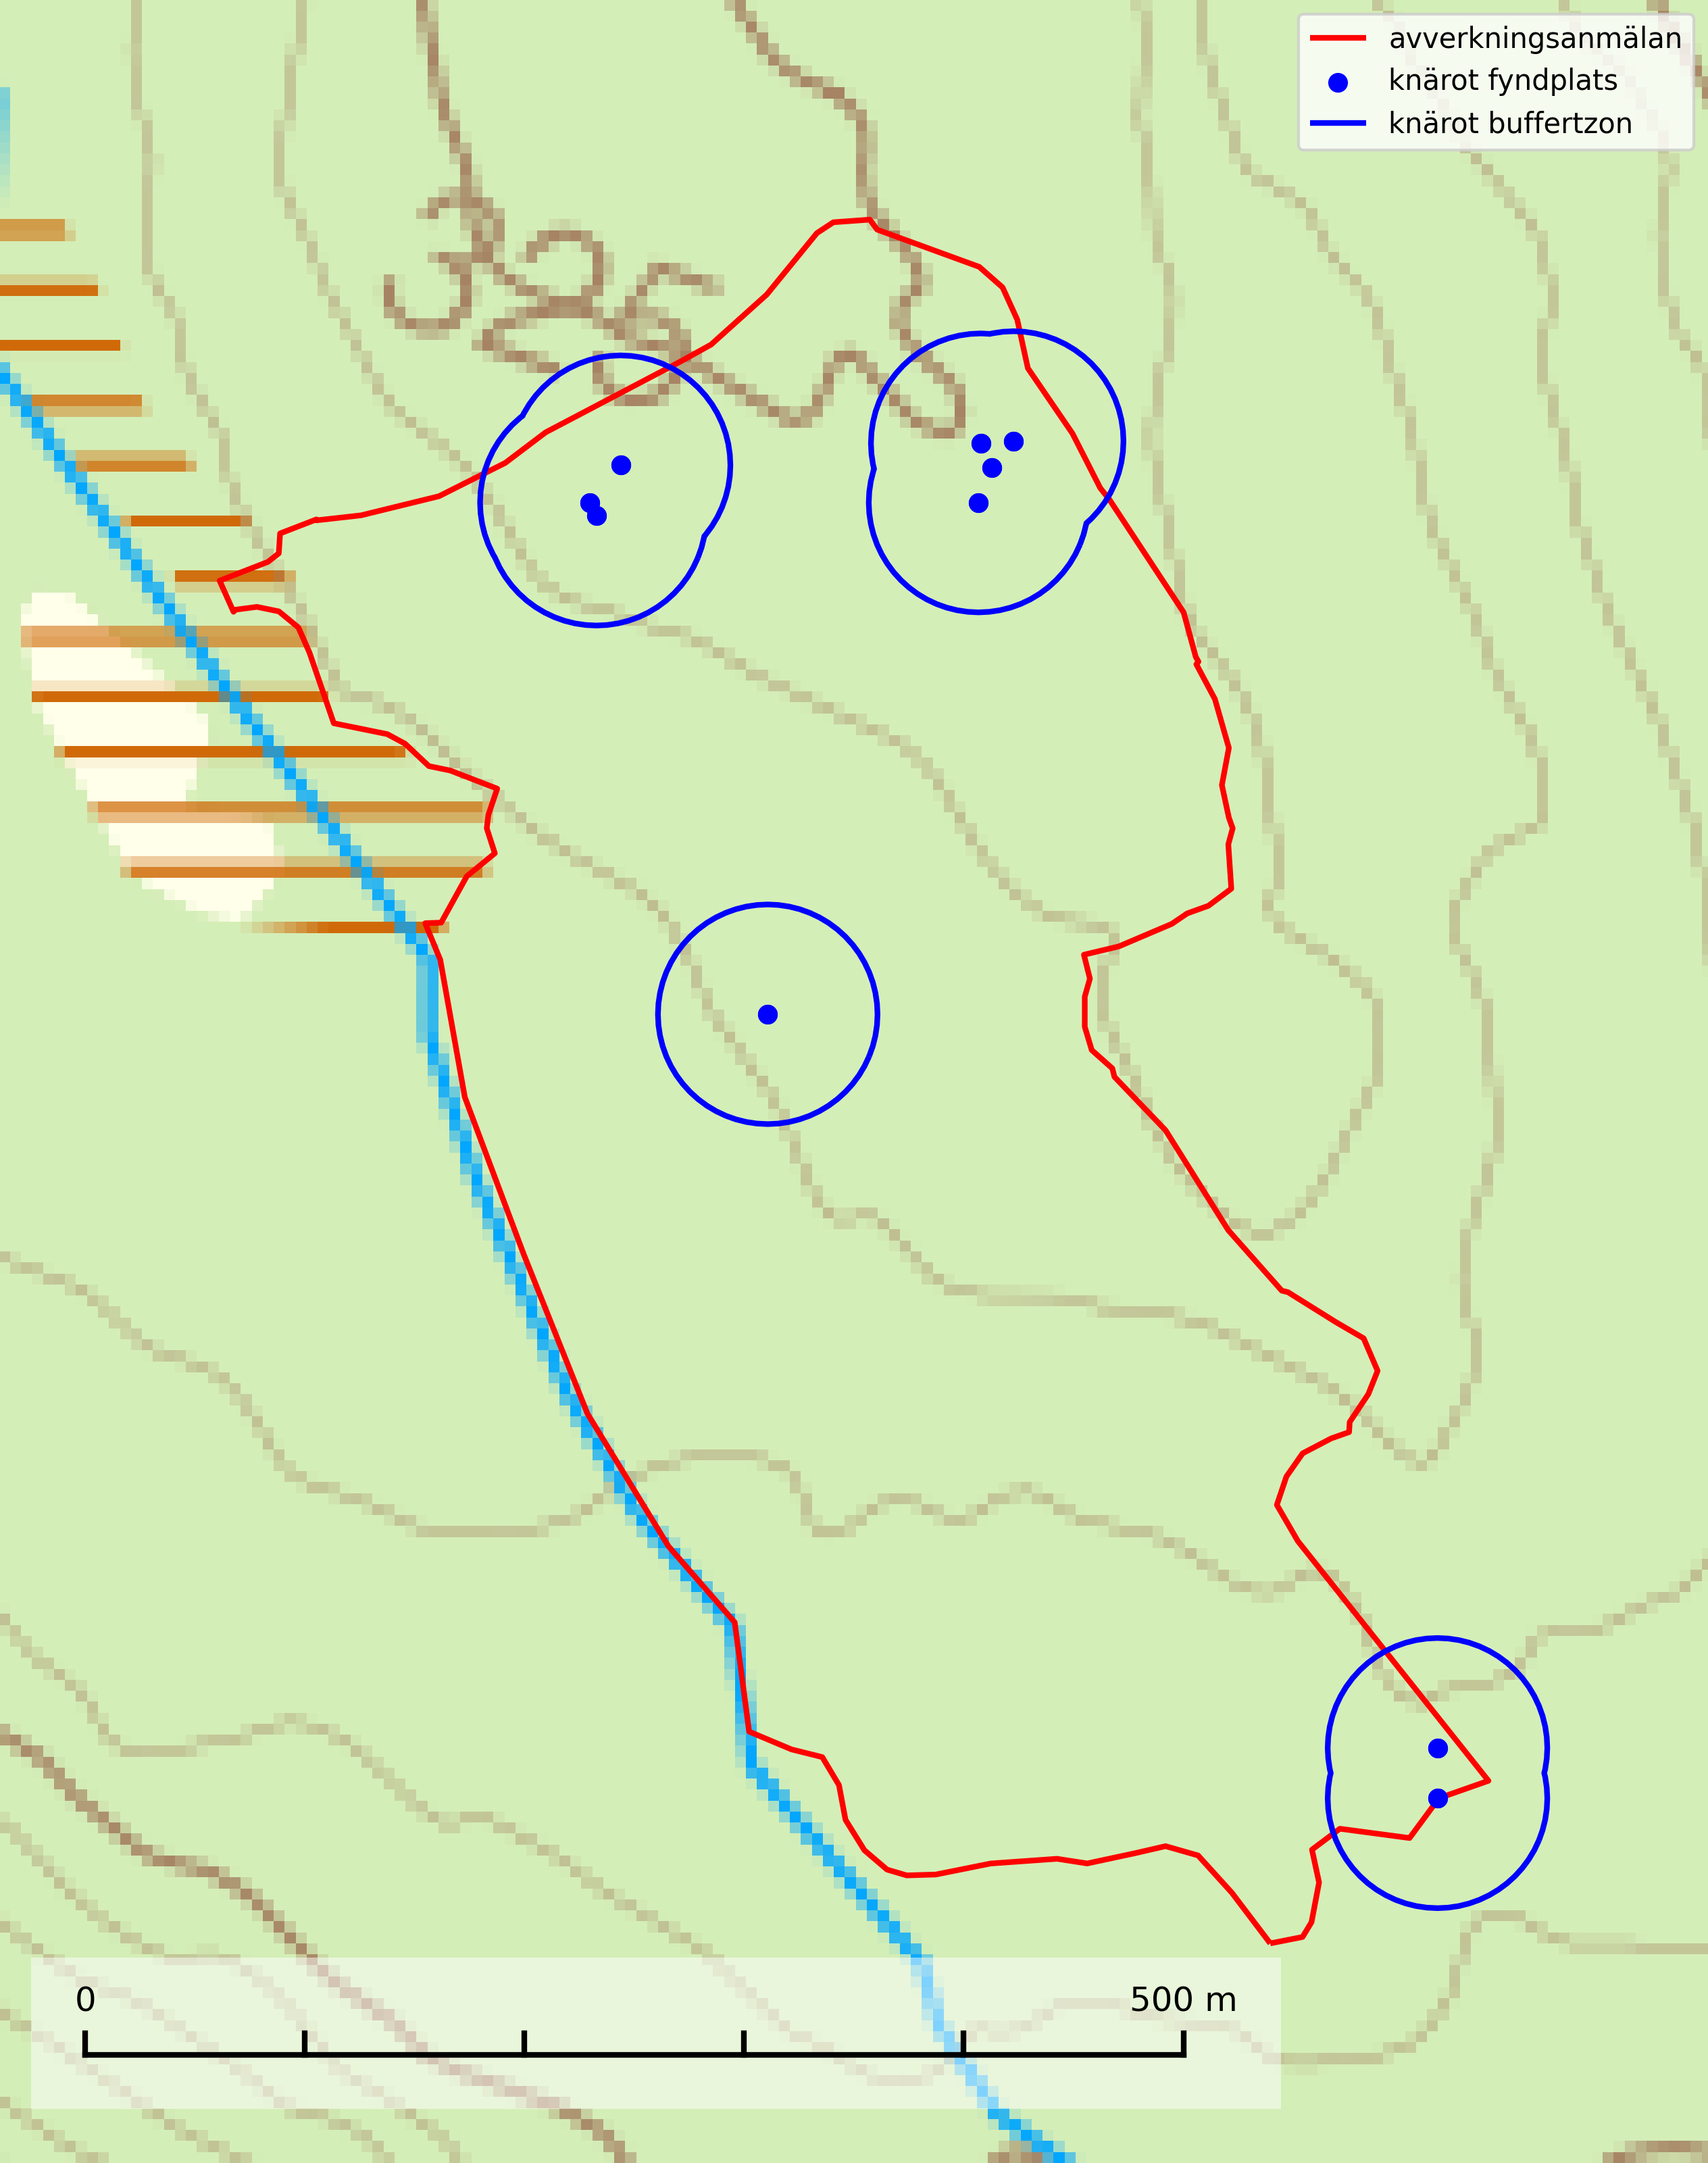 avverkningsanmälan
knärot fyndplats
knärot buffertzon
325
0
500 m